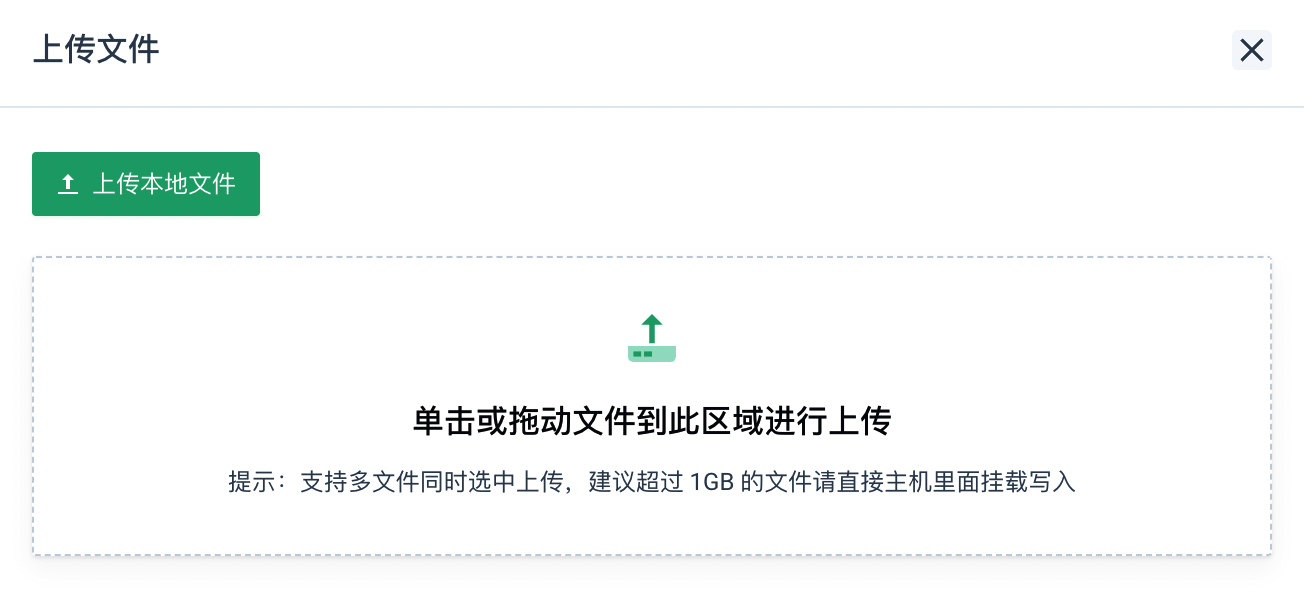 上传文件
上传本地文件
单击或拖动文件到此区域进行上传
提示：支持多文件同时选中上传，建议超过 1GB 的文件请直接主机里面挂载写入